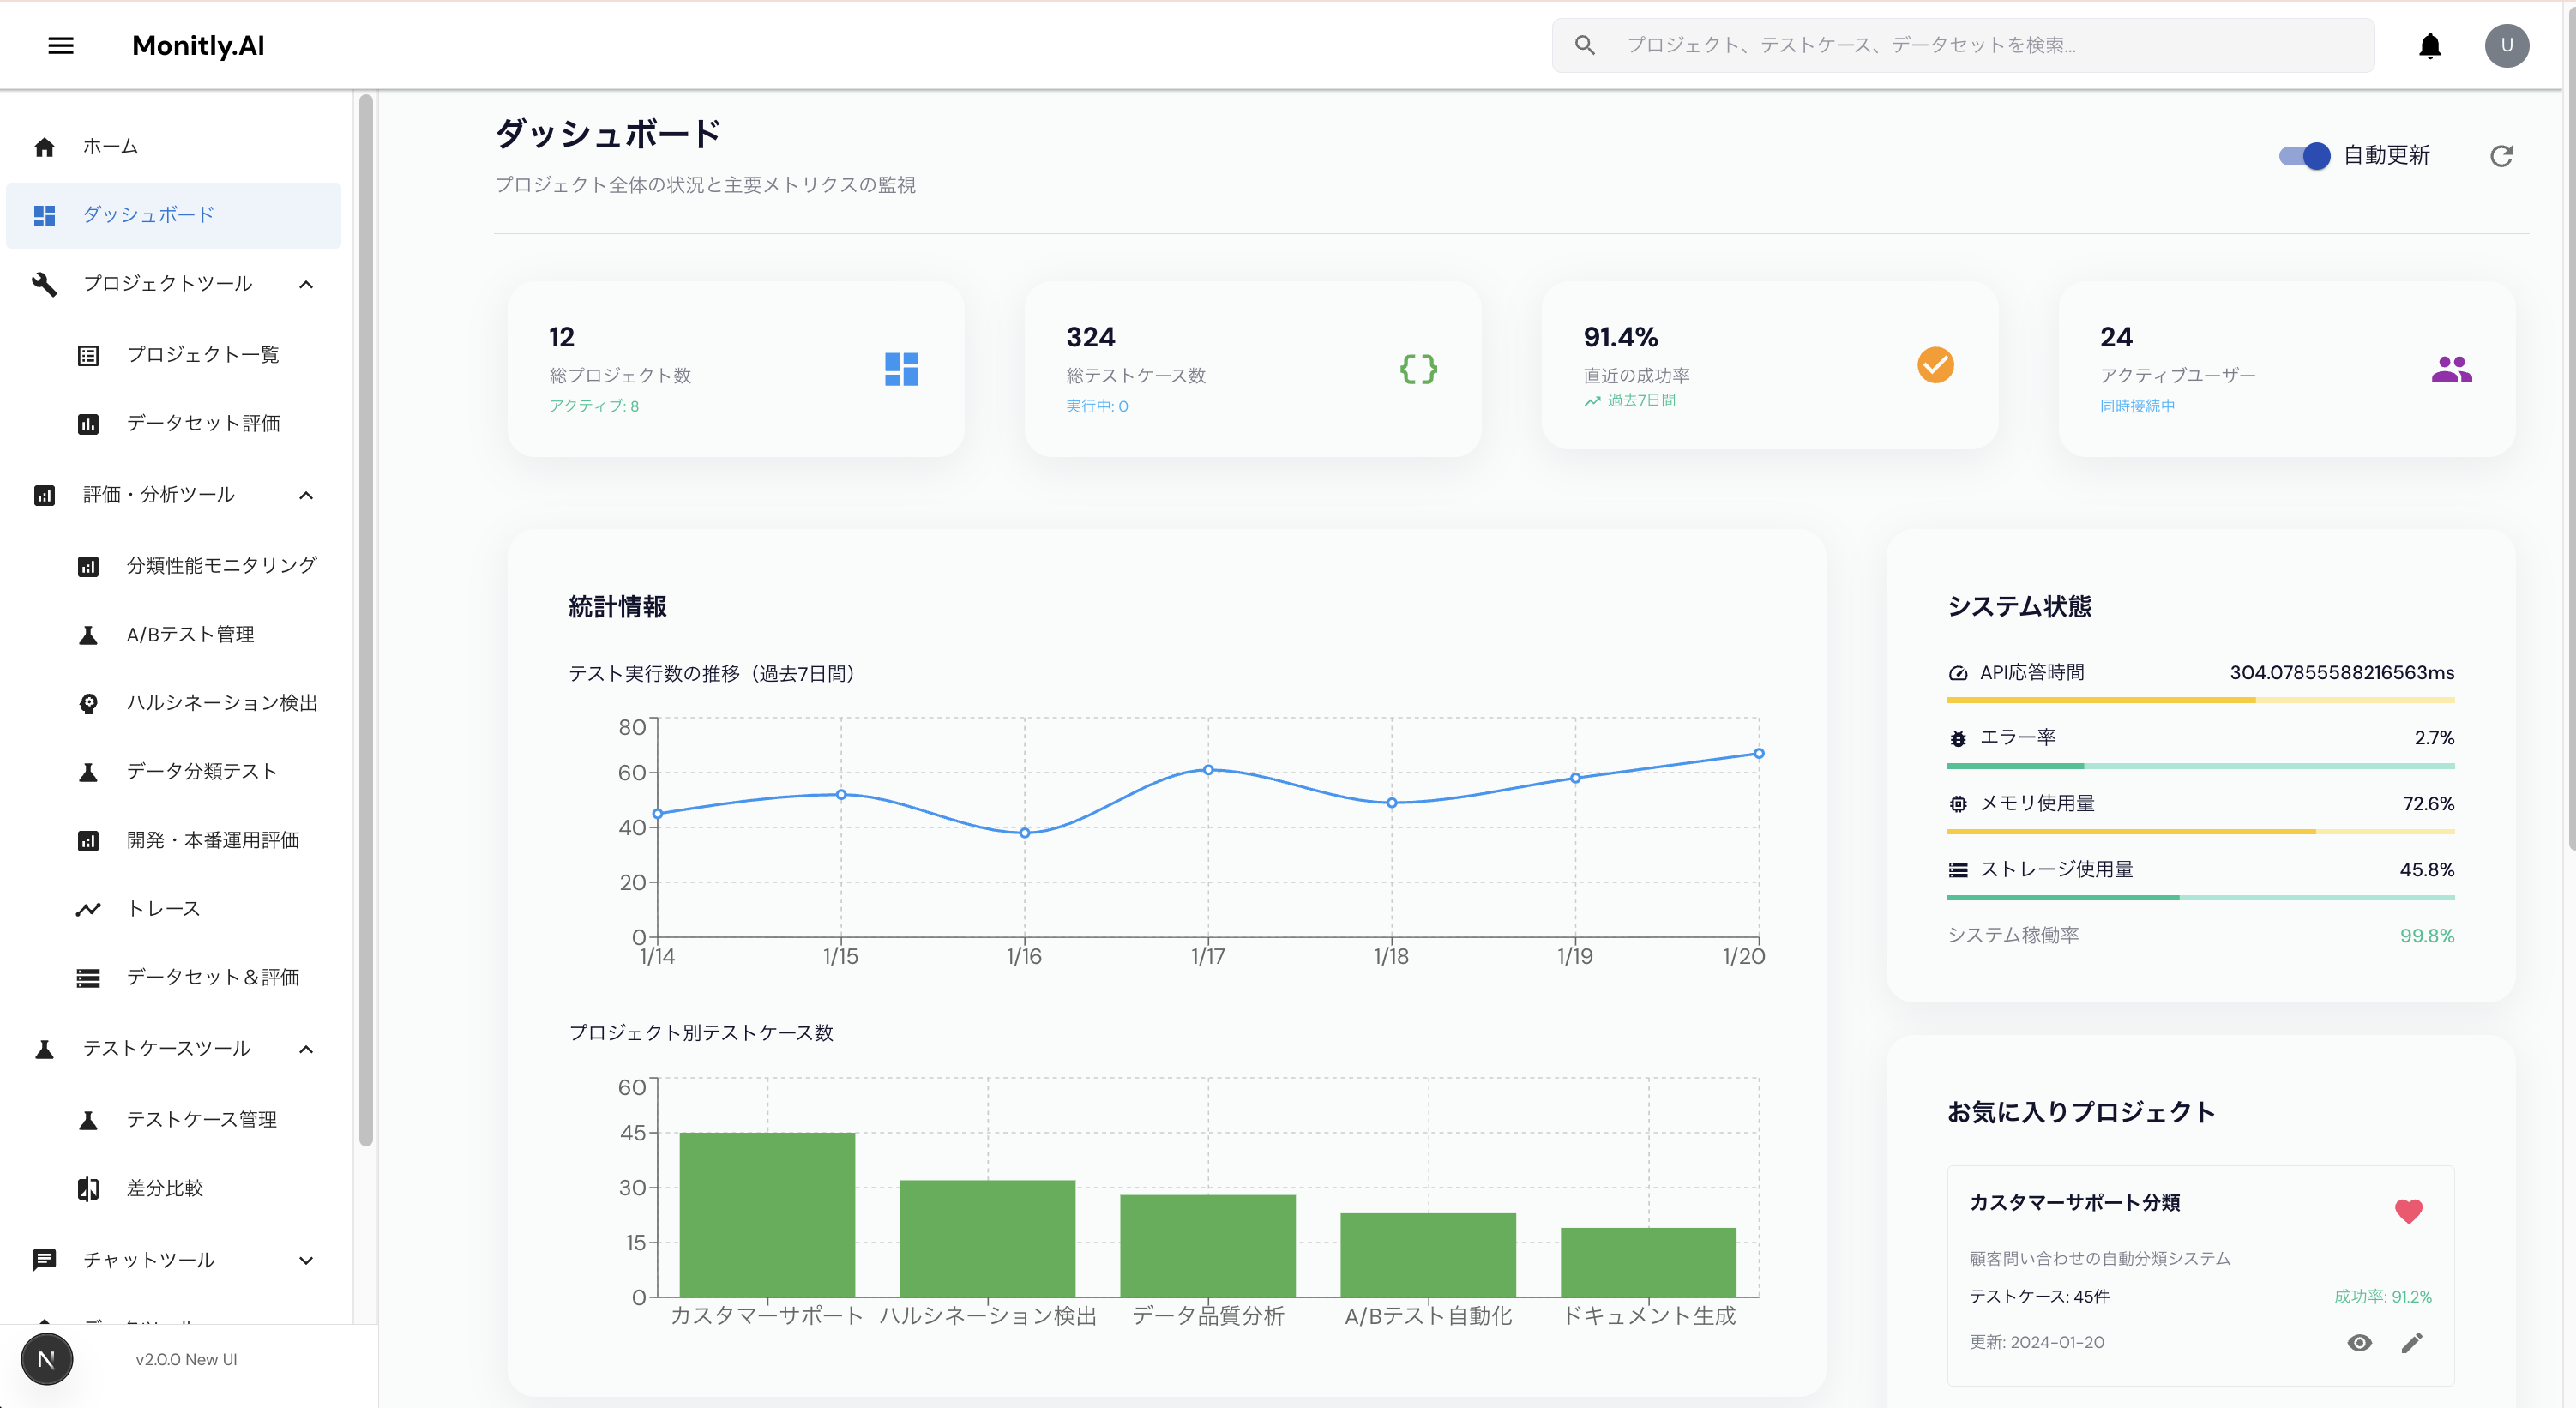 Monitly.AI
プロジェクト、テストケース、データセットを検索...
U
ホーム
ダッシュボード
プロジェクトツール
プロジェクト一覧
データセット評価
評価・分析ツール
分類性能モニタリング
A/Bテスト管理
ハルシネーション検出
データ分類テスト
開発・本番運用評価
トレース
データセット＆評価
テストケースツール
テストケース管理
差分比較
チャットツール
N
v2.0.0 New UI
ダッシュボード
プロジェクト全体の状況と主要メトリクスの監視
自動更新
12
総プロジェクト数
アクティブ: 8
324
総テストケース数
実行中: 0
91.4%
直近の成功率
過去7日間
24
アクティブユーザー
同時接続中
統計情報
テスト実行数の推移（過去7日間）
80
60
40
20
0
1/14 1/15 1/16 1/17 1/18 1/19 1/20
プロジェクト別テストケース数
60
45
30
15
0
カスタマーサポート ハルシネーション検出 データ品質分析 A/Bテスト自動化 ドキュメント生成
システム状態
API応答時間 304.07855588216563ms
エラー率 2.7%
メモリ使用量 72.6%
ストレージ使用量 45.8%
システム稼働率 99.8%
お気に入りプロジェクト
カスタマーサポート分類
顧客問い合わせの自動分類システム
テストケース: 45件 成功率: 91.2%
更新: 2024-01-20